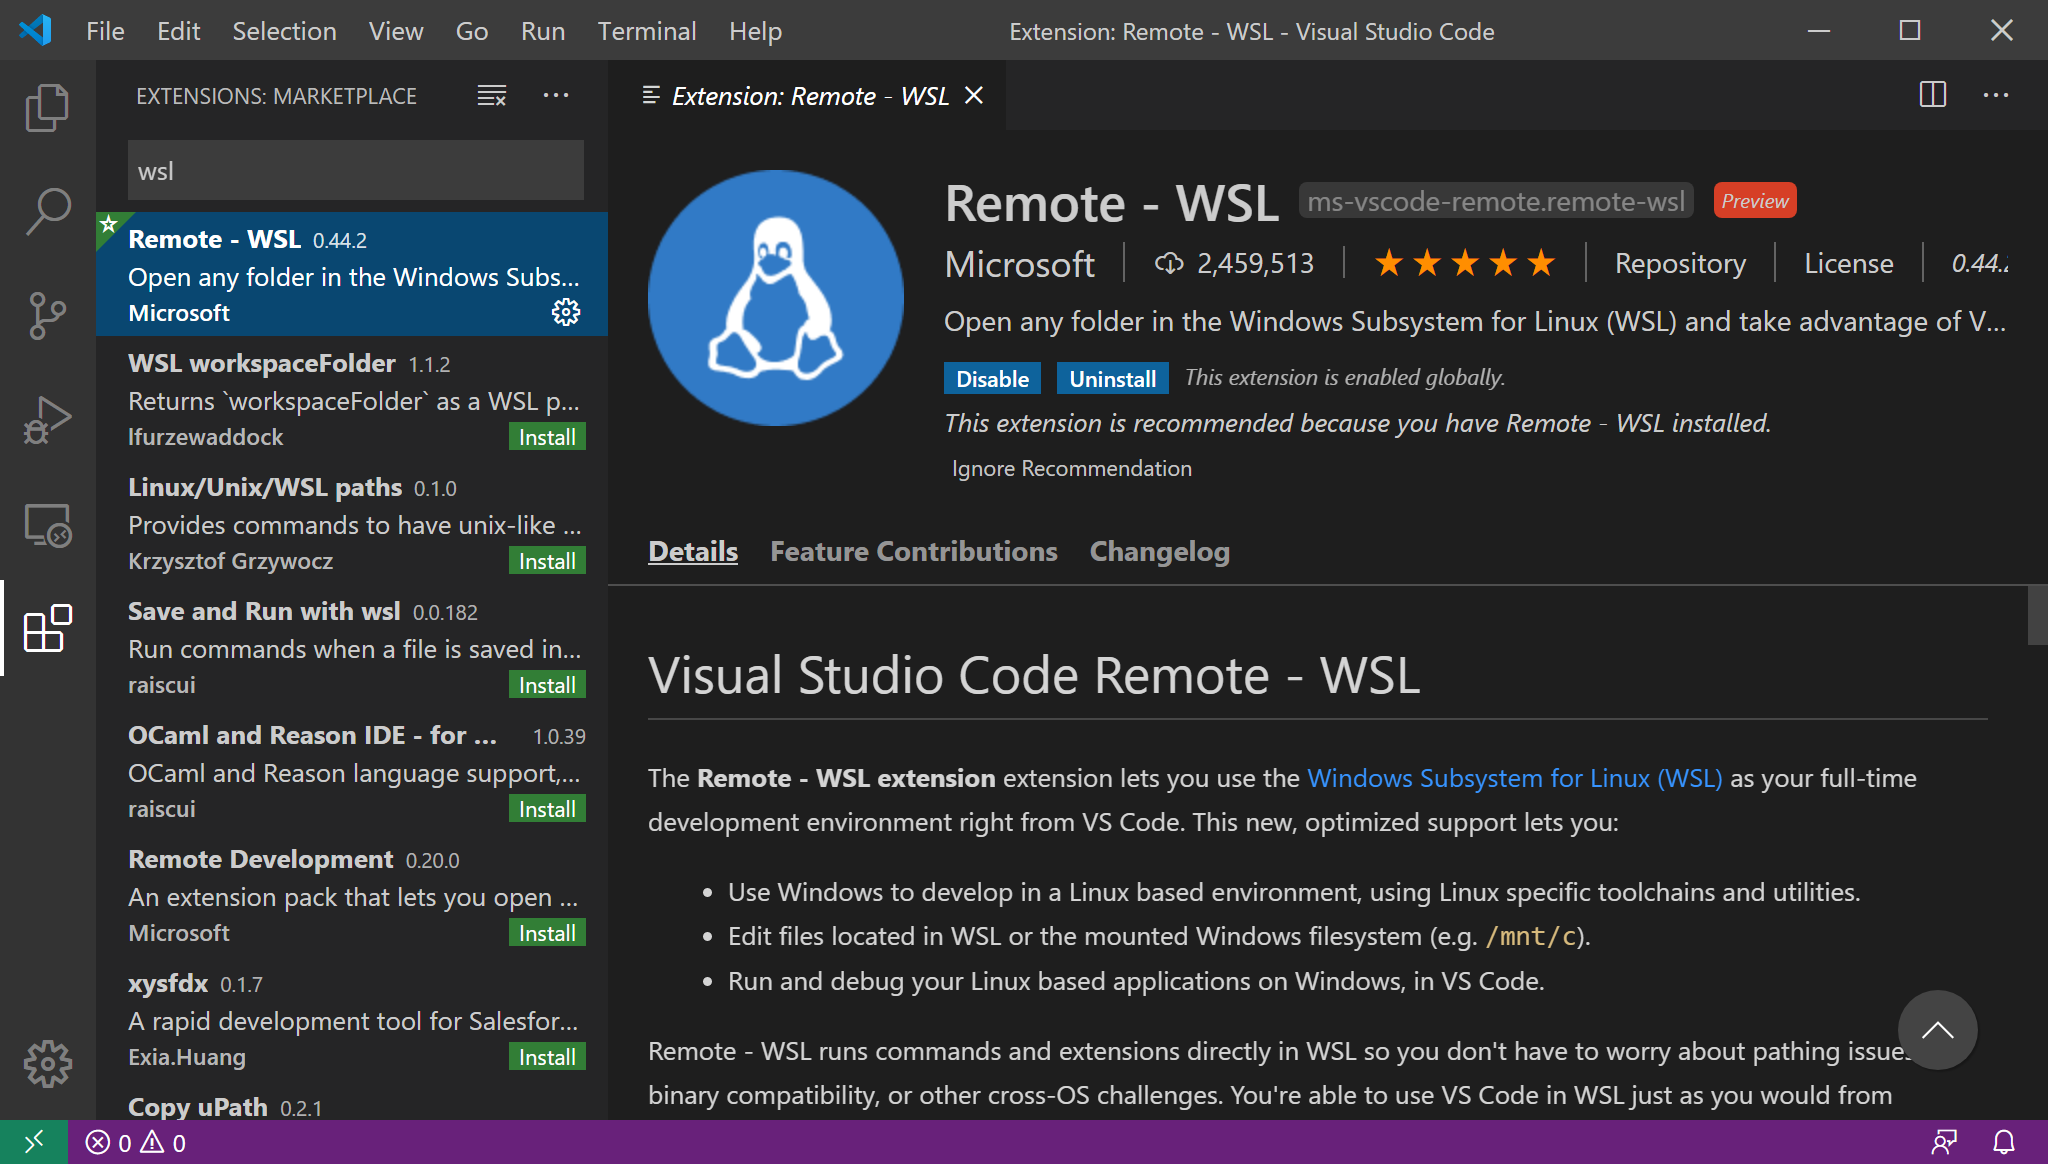 File Edit Selection View Go Run Terminal Help
Extension: Remote - WSL - Visual Studio Code
EXTENSIONS: MARKETPLACE
wsl
Remote - WSL 0.44.2
Open any folder in the Windows Subs...
Microsoft
WSL workspaceFolder 1.1.2
Returns `workspaceFolder` as a WSL p...
lfurzewaddock Install
Linux/Unix/WSL paths 0.1.0
Provides commands to have unix-like ...
Krzysztof Grzywocz Install
Save and Run with wsl 0.0.182
Run commands when a file is saved in...
raiscui Install
OCaml and Reason IDE - for ... 1.0.39
OCaml and Reason language support,...
raiscui Install
Remote Development 0.20.0
An extension pack that lets you open ...
Microsoft Install
xysfdx 0.1.7
A rapid development tool for Salesfor...
Exia.Huang Install
Copy uPath 0.2.1
Extension: Remote - WSL
Remote - WSL ms-vscode-remote.remote-wsl Preview
Microsoft 2,459,513 Repository License 0.44.
Open any folder in the Windows Subsystem for Linux (WSL) and take advantage of V...
Disable Uninstall This extension is enabled globally.
This extension is recommended because you have Remote - WSL installed.
Ignore Recommendation
Details Feature Contributions Changelog
Visual Studio Code Remote - WSL
The Remote - WSL extension extension lets you use the Windows Subsystem for Linux (WSL) as your full-time
development environment right from VS Code. This new, optimized support lets you:
• Use Windows to develop in a Linux based environment, using Linux specific toolchains and utilities.
• Edit files located in WSL or the mounted Windows filesystem (e.g. /mnt/c).
• Run and debug your Linux based applications on Windows, in VS Code.
Remote - WSL runs commands and extensions directly in WSL so you don't have to worry about pathing issues
binary compatibility, or other cross-OS challenges. You're able to use VS Code in WSL just as you would from
0 0